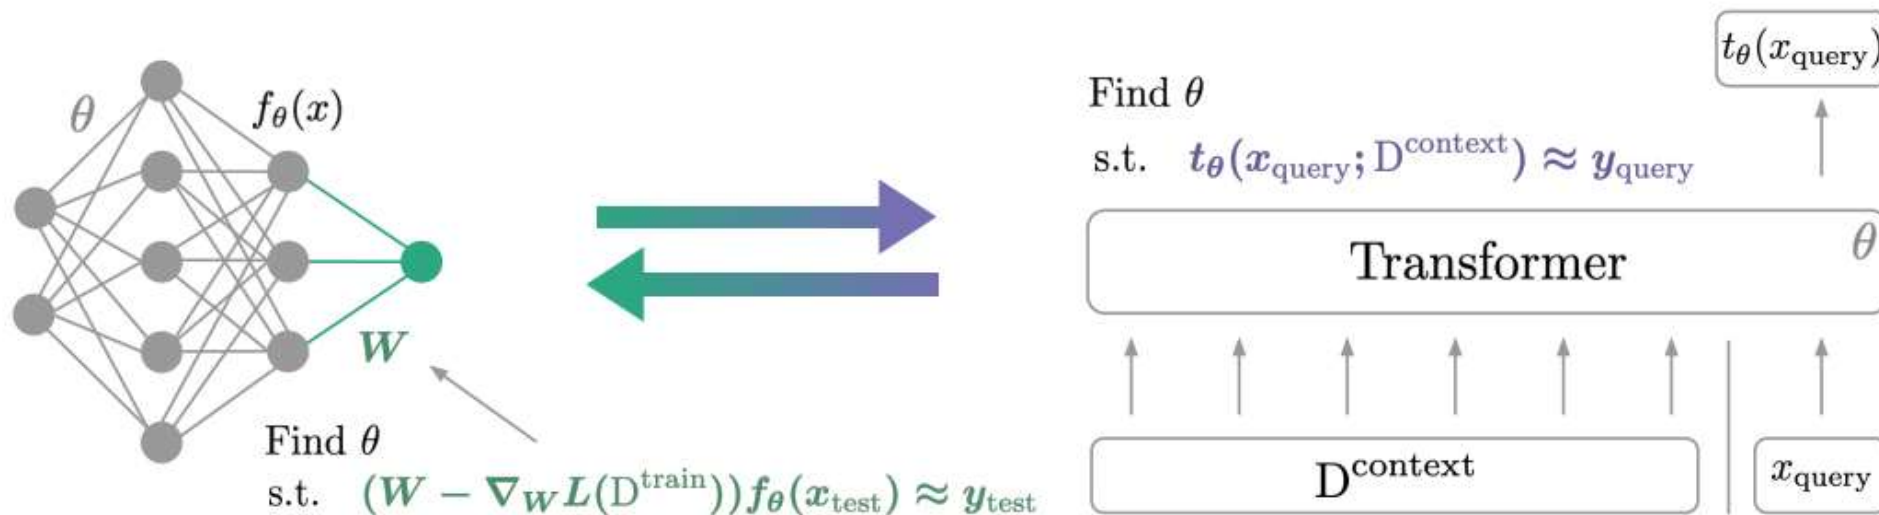 θ
f_θ(x)
W
Find θ
s.t. (W − ∇_W L(D^train)) f_θ(x_test) ≈ y_test
Find θ
s.t. t_θ(x_query; D^context) ≈ y_query
t_θ(x_query)
Transformer
θ
D^context
x_query